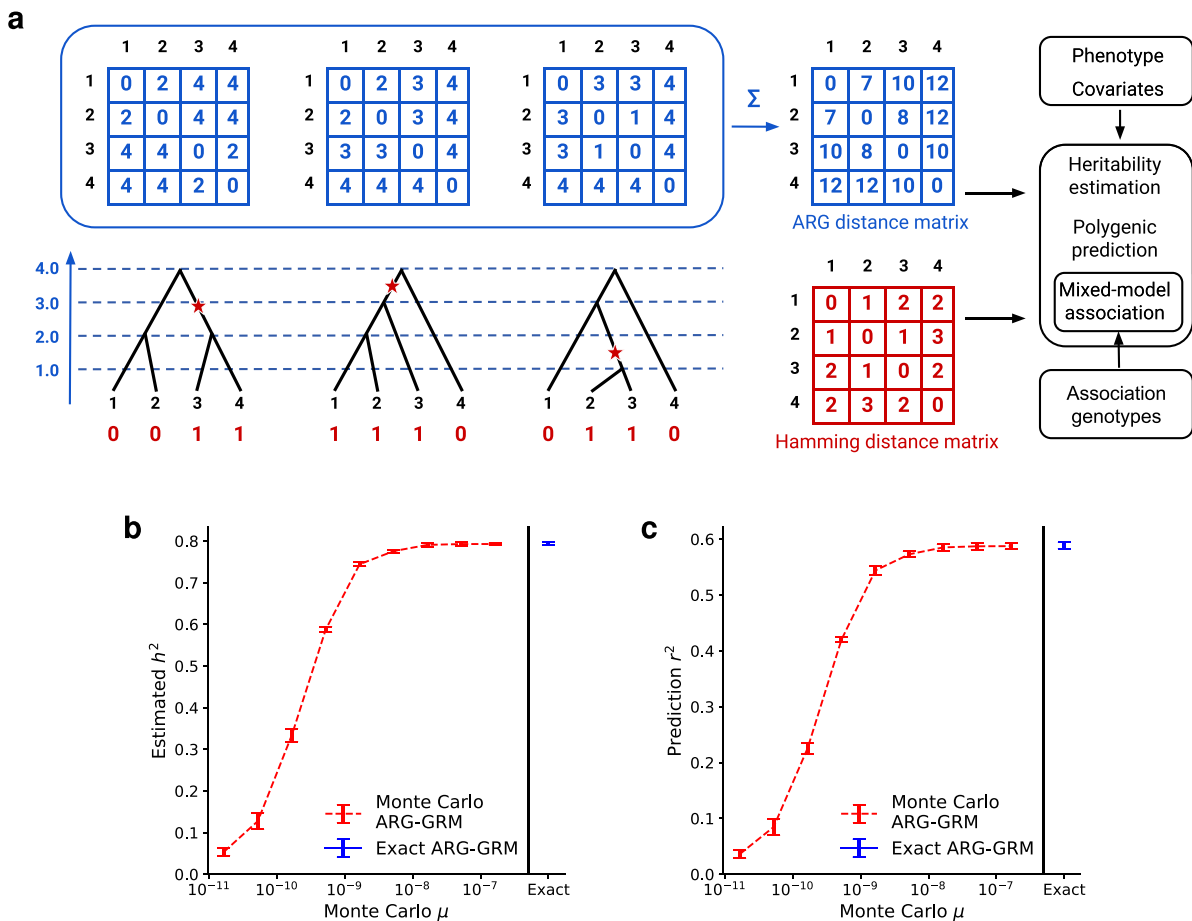 a
1 2 3 4
1 0 2 4 4
2 2 0 4 4
3 4 4 0 2
4 4 4 2 0
1 2 3 4
1 0 2 3 4
2 2 0 3 4
3 3 3 0 4
4 4 4 4 0
1 2 3 4
1 0 3 3 4
2 3 0 1 4
3 3 1 0 4
4 4 4 4 0
Σ
1 2 3 4
1 0 7 10 12
2 7 0 8 12
3 10 8 0 10
4 12 12 10 0
ARG distance matrix
Phenotype
Covariates
Heritability
estimation
Polygenic
prediction
Mixed-model
association
Association
genotypes
4.0
3.0
2.0
1.0
1 2 3 4
0 0 1 1
1 2 3 4
1 1 1 0
1 2 3 4
0 1 1 0
1 2 3 4
1 0 1 2 2
2 1 0 1 3
3 2 1 0 2
4 2 3 2 0
Hamming distance matrix
b
Estimated h²
0.8
0.7
0.6
0.5
0.4
0.3
0.2
0.1
0.0
10⁻¹¹ 10⁻¹⁰ 10⁻⁹ 10⁻⁸ 10⁻⁷ Exact
Monte Carlo μ
Monte Carlo
ARG-GRM
Exact ARG-GRM
c
Prediction r²
0.6
0.5
0.4
0.3
0.2
0.1
0.0
10⁻¹¹ 10⁻¹⁰ 10⁻⁹ 10⁻⁸ 10⁻⁷ Exact
Monte Carlo μ
Monte Carlo
ARG-GRM
Exact ARG-GRM